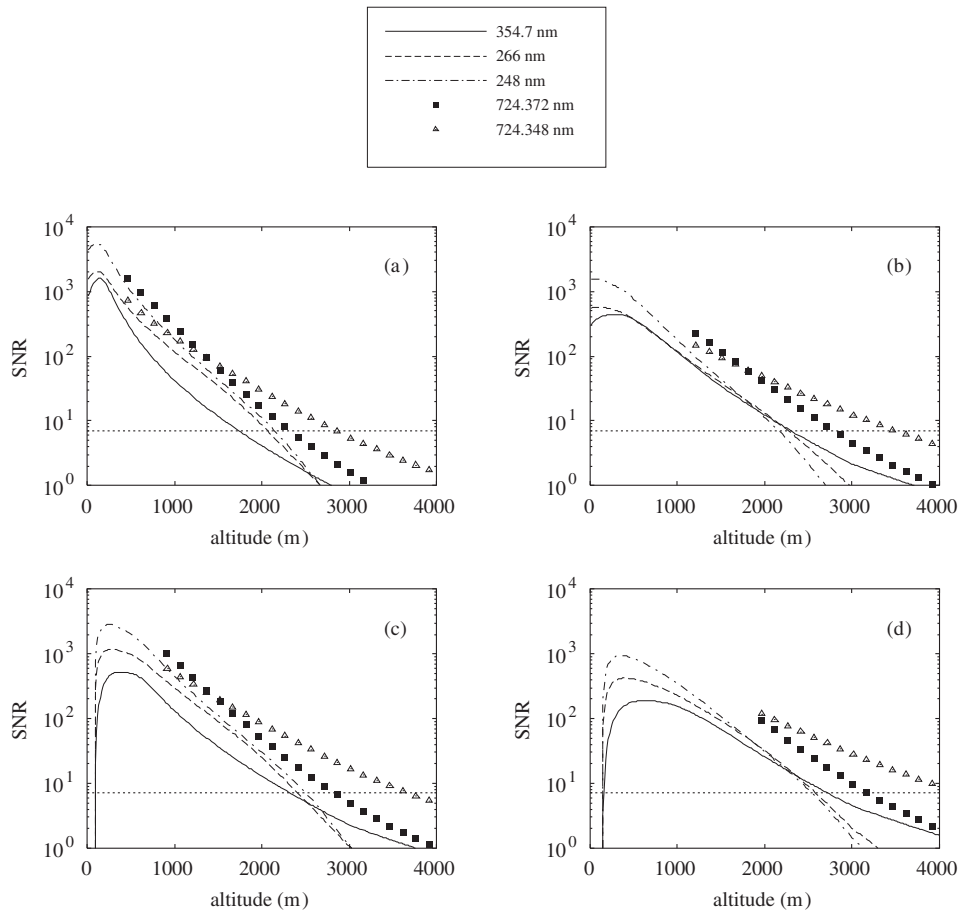 354.7 nm
266 nm
248 nm
724.372 nm
724.348 nm
10^4
10^3
10^2
10^1
10^0
SNR
(a)
0 1000 2000 3000 4000
altitude (m)
10^4
10^3
10^2
10^1
10^0
SNR
(b)
0 1000 2000 3000 4000
altitude (m)
10^4
10^3
10^2
10^1
10^0
SNR
(c)
0 1000 2000 3000 4000
altitude (m)
10^4
10^3
10^2
10^1
10^0
SNR
(d)
0 1000 2000 3000 4000
altitude (m)